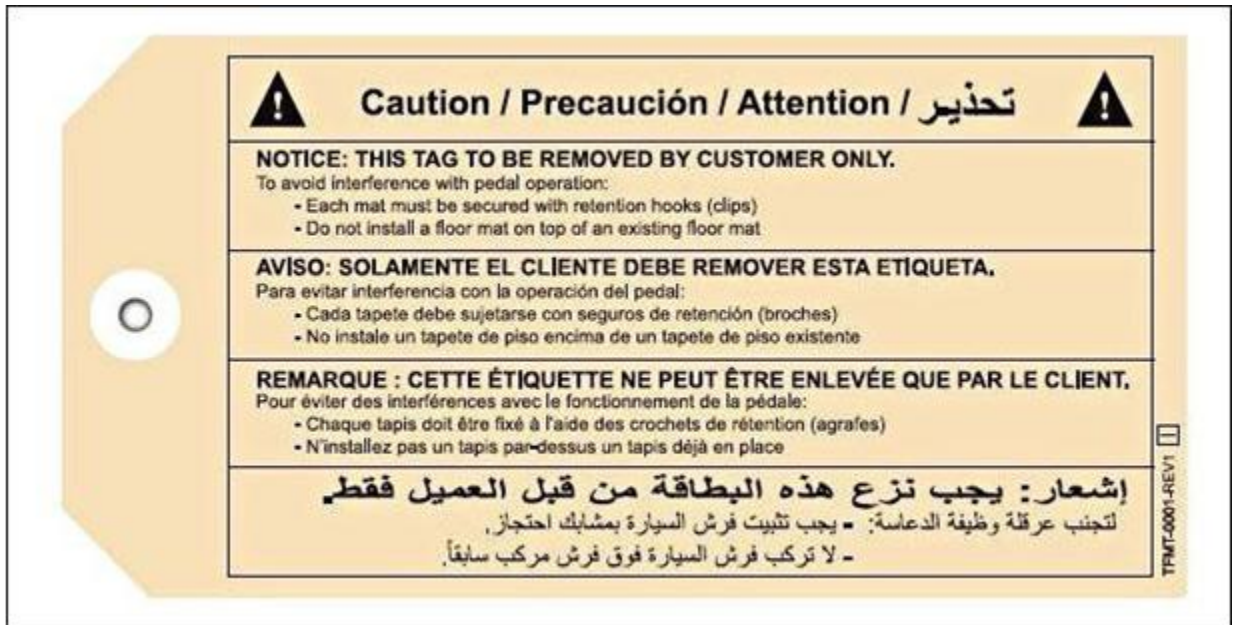 Caution / Precaución / Attention / تحذير
NOTICE: THIS TAG TO BE REMOVED BY CUSTOMER ONLY.
To avoid interference with pedal operation:
- Each mat must be secured with retention hooks (clips)
- Do not install a floor mat on top of an existing floor mat
AVISO: SOLAMENTE EL CLIENTE DEBE REMOVER ESTA ETIQUETA.
Para evitar interferencia con la operación del pedal:
- Cada tapete debe sujetarse con seguros de retención (broches)
- No instale un tapete de piso encima de un tapete de piso existente
REMARQUE : CETTE ÉTIQUETTE NE PEUT ÊTRE ENLEVÉE QUE PAR LE CLIENT.
Pour éviter des interférences avec le fonctionnement de la pédale:
- Chaque tapis doit être fixé à l'aide des crochets de rétention (agrafes)
- N'installez pas un tapis par-dessus un tapis déjà en place
إشعار: يجب نزع هذه البطاقة من قبل العميل فقط.
لتجنب عرقلة وظيفة الدعاسة: - يجب تثبيت فرش السيارة بمشابك احتجاز.
- لا تركب فرش السيارة فوق فرش مركب سابقاً.
TFMT-0001-REV1